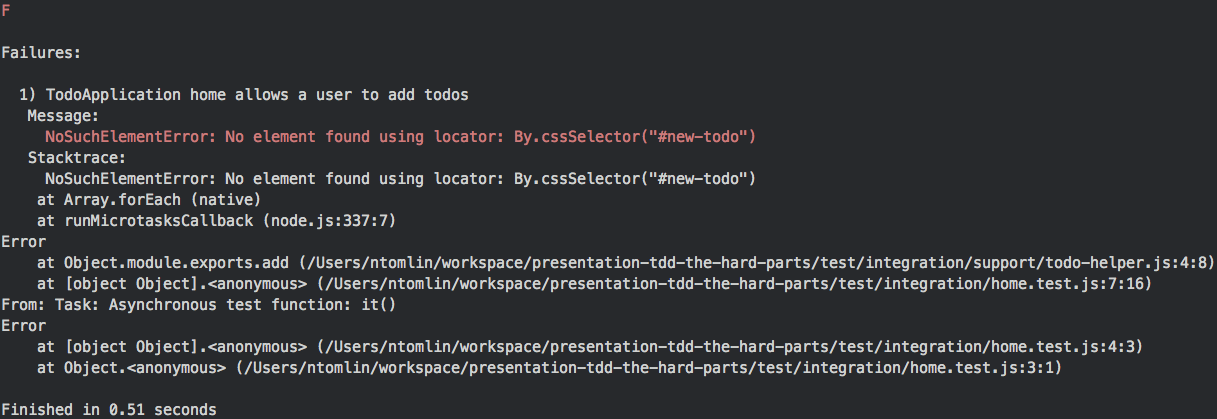 F
Failures:
1) TodoApplication home allows a user to add todos
Message:
NoSuchElementError: No element found using locator: By.cssSelector("#new-todo")
Stacktrace:
NoSuchElementError: No element found using locator: By.cssSelector("#new-todo")
at Array.forEach (native)
at runMicrotasksCallback (node.js:337:7)
Error
at Object.module.exports.add (/Users/ntomlin/workspace/presentation-tdd-the-hard-parts/test/integration/support/todo-helper.js:4:8)
at [object Object].<anonymous> (/Users/ntomlin/workspace/presentation-tdd-the-hard-parts/test/integration/home.test.js:7:16)
From: Task: Asynchronous test function: it()
Error
at [object Object].<anonymous> (/Users/ntomlin/workspace/presentation-tdd-the-hard-parts/test/integration/home.test.js:4:3)
at Object.<anonymous> (/Users/ntomlin/workspace/presentation-tdd-the-hard-parts/test/integration/home.test.js:3:1)
Finished in 0.51 seconds